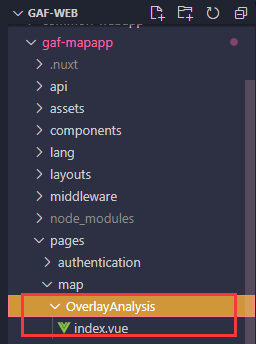 GAF-WEB
gaf-mapapp
.nuxt
api
assets
components
lang
layouts
middleware
node_modules
pages
authentication
map
OverlayAnalysis
index.vue